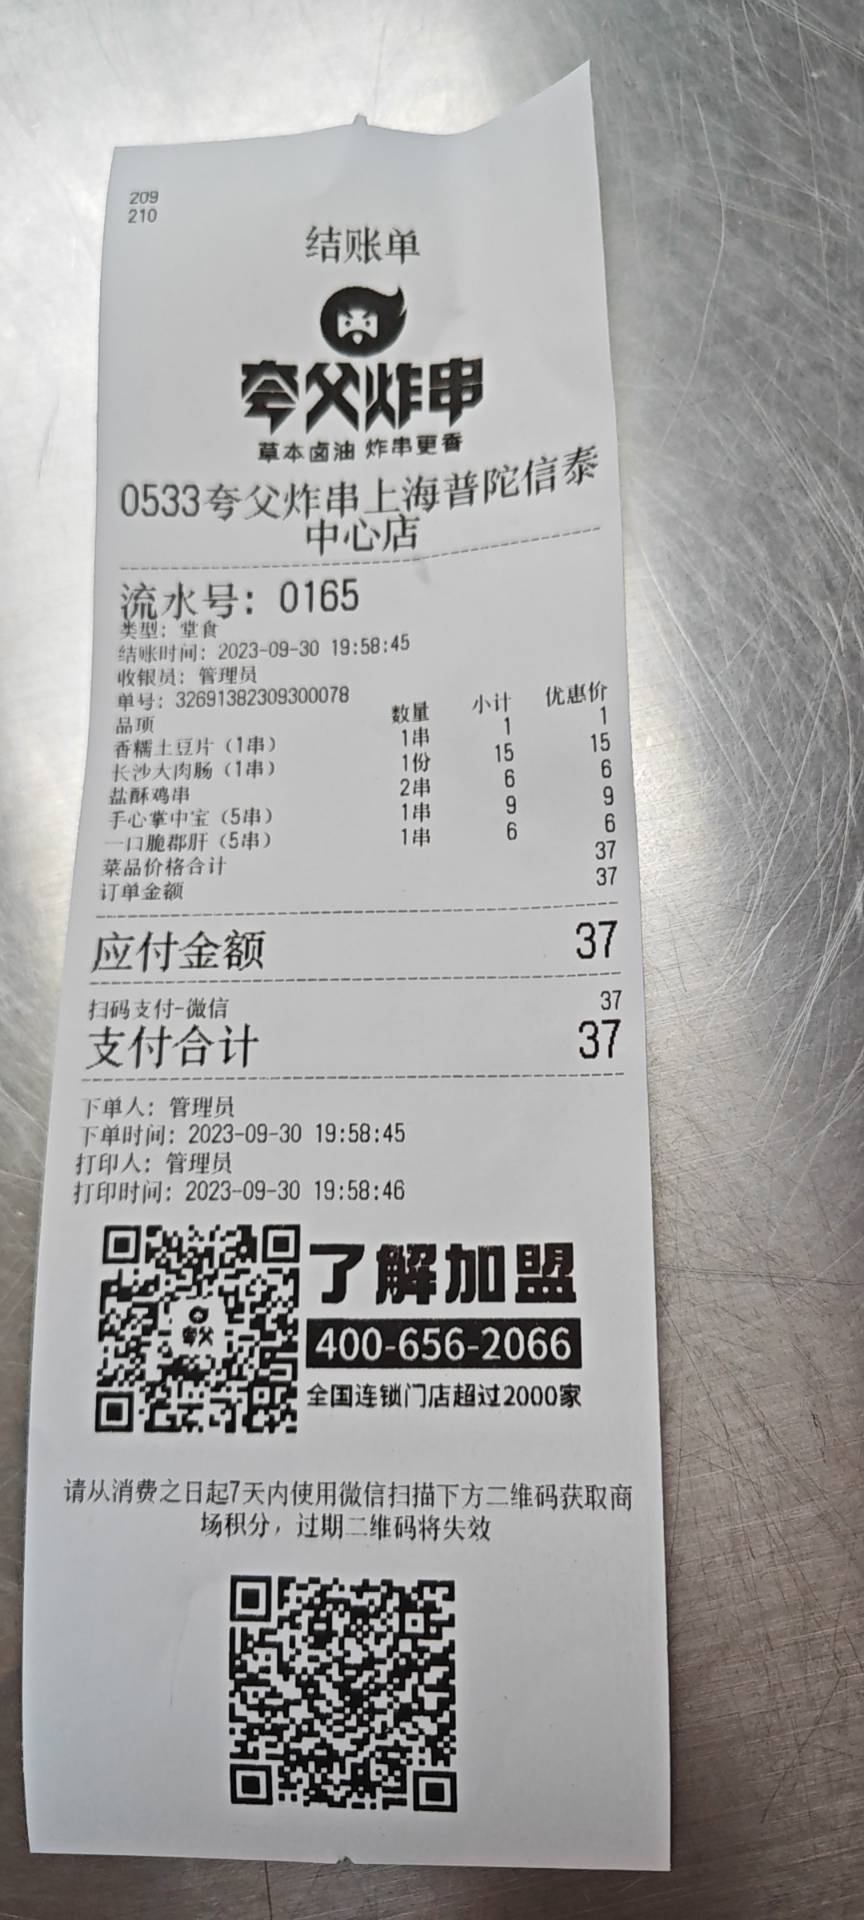 209
210
结账单
夸父炸串
草本卤油 炸串更香
0533夸父炸串上海普陀信泰
中心店
流水号: 0165
类型: 堂食
结账时间: 2023-09-30 19:58:45
收银员: 管理员
单号: 32691382309300078
品项 数量 小计 优惠价
香糯土豆片（1串） 1串 1 1
长沙大肉肠（1串） 1份 15 15
盐酥鸡串 2串 6 6
手心掌中宝（5串） 1串 9 9
一口脆郡肝（5串） 1串 6 6
菜品价格合计 37
订单金额 37
应付金额 37
扫码支付-微信 37
支付合计 37
下单人: 管理员
下单时间: 2023-09-30 19:58:45
打印人: 管理员
打印时间: 2023-09-30 19:58:46
夸父
了解加盟
400-656-2066
全国连锁门店超过2000家
请从消费之日起7天内使用微信扫描下方二维码获取商
场积分，过期二维码将失效